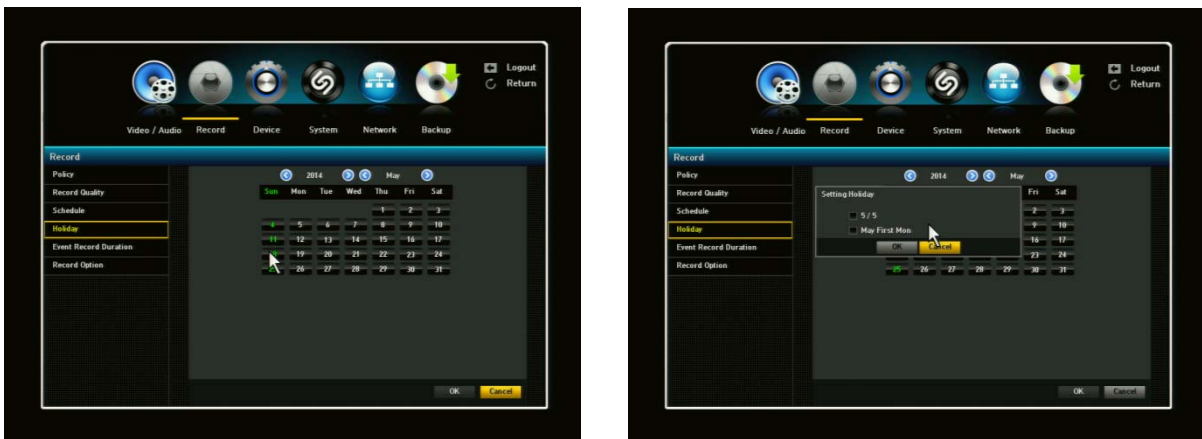 Logout
Return
Video / Audio Record Device System Network Backup
Record
Policy
Record Quality
Schedule
Holiday
Event Record Duration
Record Option
2014 May
Sun Mon Tue Wed Thu Fri Sat
1 2 3
4 5 6 7 8 9 10
11 12 13 14 15 16 17
19 20 21 22 23 24
25 26 27 28 29 30 31
OK Cancel
Logout
Return
Video / Audio Record Device System Network Backup
Record
Policy
Record Quality
Schedule
Holiday
Event Record Duration
Record Option
2014 May
Fri Sat
Setting Holiday
5 / 5
May First Mon
OK Cancel
2 3
9 10
16 17
23 24
25 26 27 28 29 30 31
OK Cancel